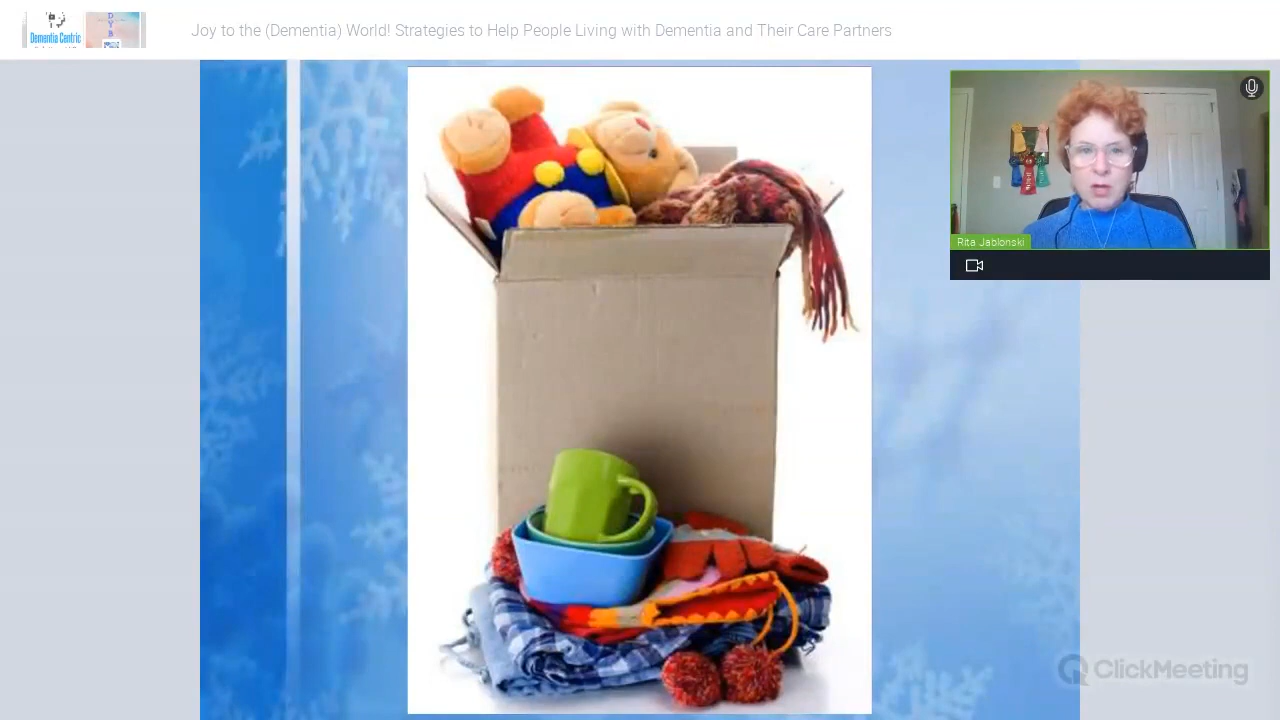 Dementia Centric
D
Y
B
Joy to the (Dementia) World! Strategies to Help People Living with Dementia and Their Care Partners
Rita Jablonski
ClickMeeting